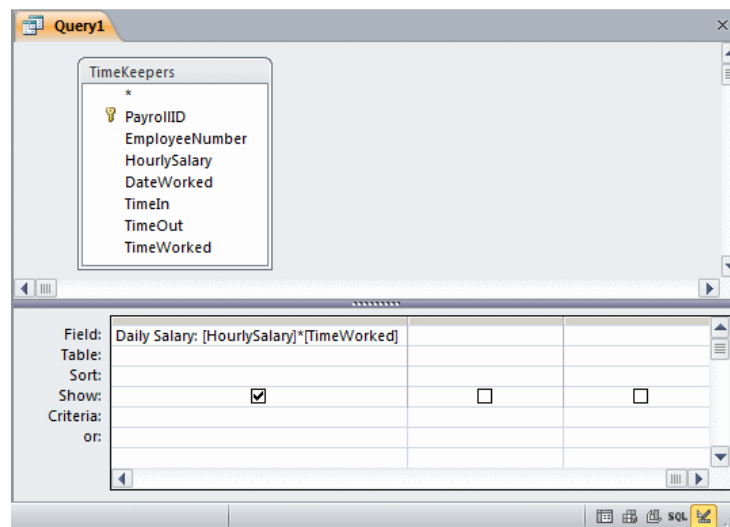 Query1
TimeKeepers
*
PayrollID
EmployeeNumber
HourlySalary
DateWorked
TimeIn
TimeOut
TimeWorked
Field: Daily Salary: [HourlySalary]*[TimeWorked]
Table:
Sort:
Show:
Criteria:
or:
SQL